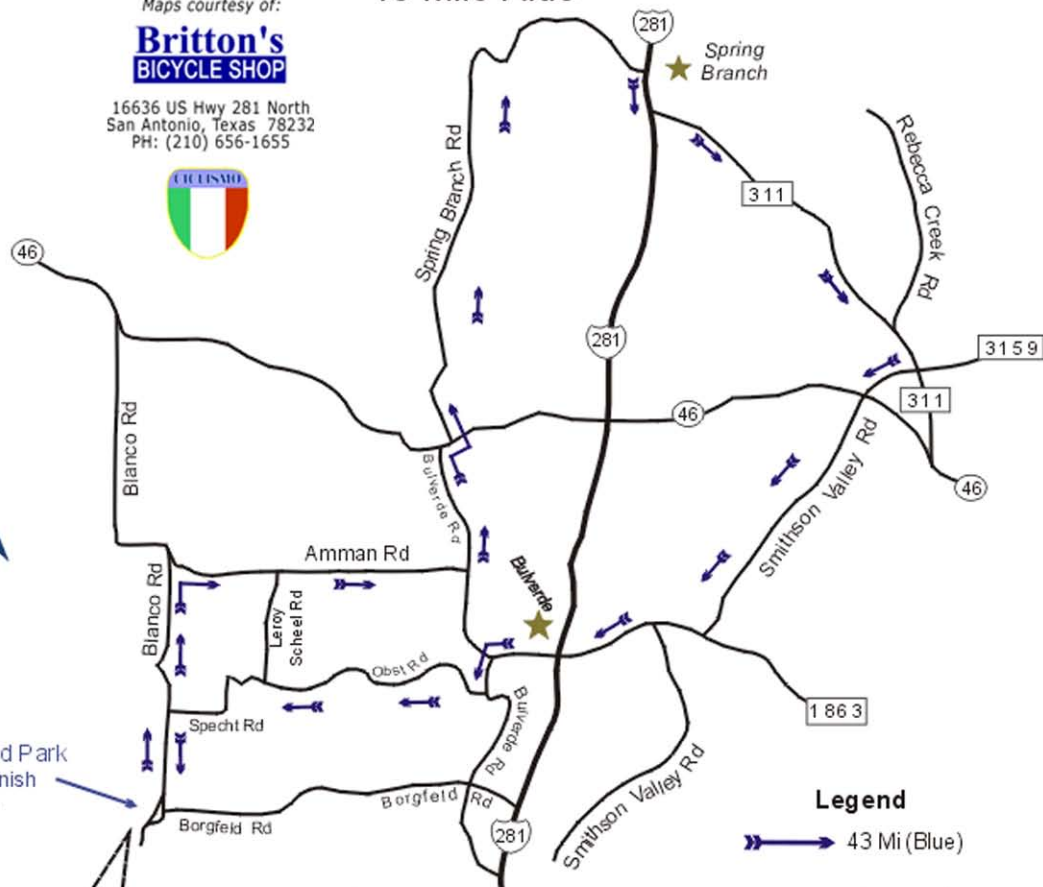 Maps courtesy of:
Britton's
BICYCLE SHOP
16636 US Hwy 281 North
San Antonio, Texas 78232
PH: (210) 656-1655
CICLISMO
281
Spring
Branch
Rebecca Creek Rd
311
Spring Branch Rd
46
281
3159
311
46
Blanco Rd
Bulverde Rd
Smithson Valley Rd
46
Amman Rd
Bulverde
Blanco Rd
Leroy
Scheel Rd
Obst Rd
Bulverde Rd
1863
Specht Rd
d Park
nish
Smithson Valley Rd
Borgfeld Rd
Borgfeld Rd
281
Legend
43 Mi (Blue)